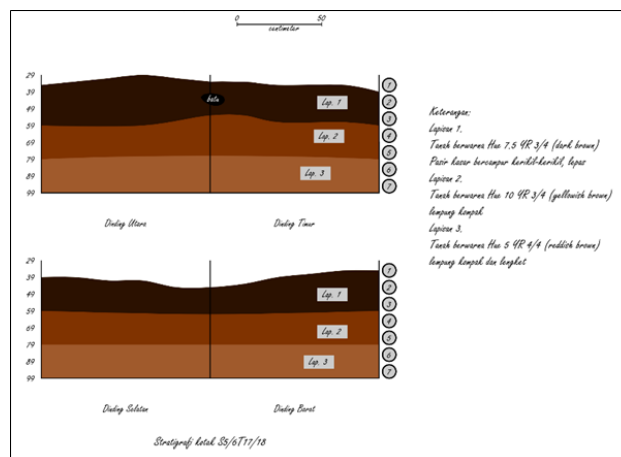 0 50
centimeter
29
39
49
59
69
79
89
99
batu
Lap. 1
Lap. 2
Lap. 3
1
2
3
4
5
6
7
Dinding Utara Dinding Timur
29
39
49
59
69
79
89
99
Lap. 1
Lap. 2
Lap. 3
1
2
3
4
5
6
7
Dinding Selatan Dinding Barat
Stratigrafi kotak S5/6T17/18
Keterangan:
Lapisan 1.
Tanah berwarna Hue 7.5 YR 3/4 (dark brown)
Pasir kasar bercampur kerikil-kerikil, lepas
Lapisan 2.
Tanah berwarna Hue 10 YR 3/4 (yellowish brown)
lempung kompak
Lapisan 3.
Tanah berwarna Hue 5 YR 4/4 (reddish brown)
lempung kompak dan lengket